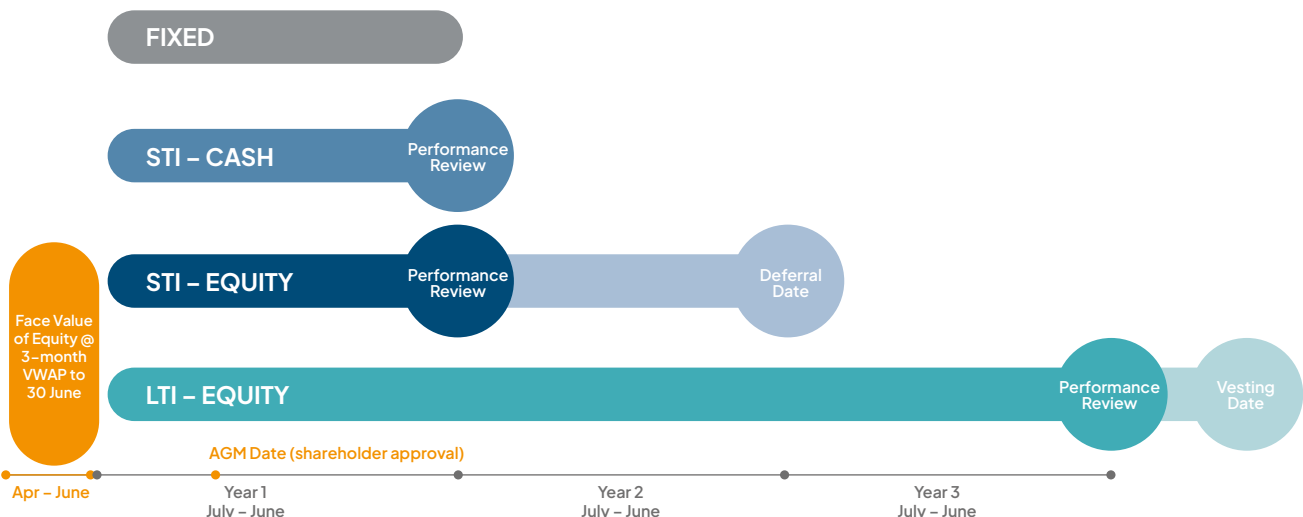 FIXED
STI – CASH
Performance
Review
STI – EQUITY
Performance
Review
Deferral
Date
Face Value
of Equity @
3–month
VWAP to
30 June
LTI – EQUITY
Performance
Review
Vesting
Date
AGM Date (shareholder approval)
Apr – June
Year 1
July – June
Year 2
July – June
Year 3
July – June